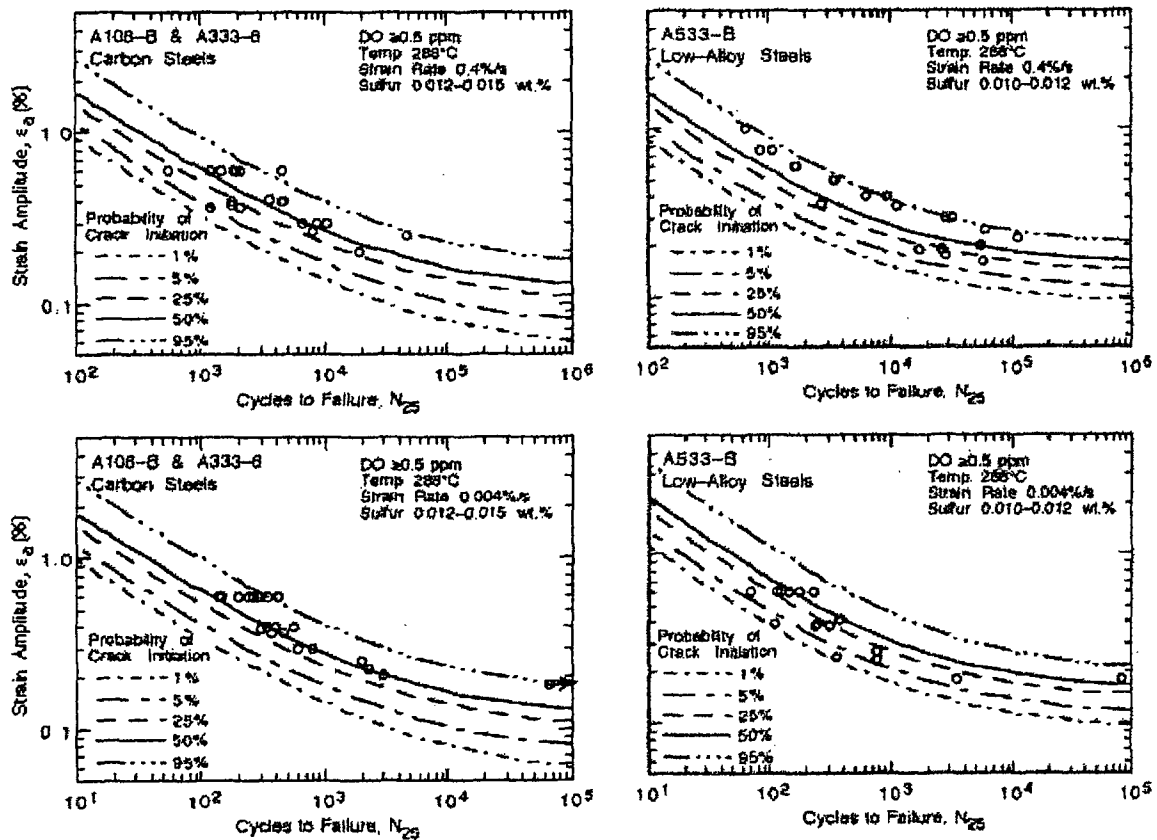 A106-B & A333-6
Carbon Steels
DO ≥0.5 ppm
Temp 288°C
Strain Rate 0.4%/s
Sulfur 0.012-0.015 wt.%
Strain Amplitude, εa (%)
1.0
0.1
Probability of
Crack Initiation
1%
5%
25%
50%
95%
10² 10³ 10⁴ 10⁵ 10⁶
Cycles to Failure, N25
A533-B
Low-Alloy Steels
DO ≥0.5 ppm
Temp. 288°C
Strain Rate 0.4%/s
Sulfur 0.010-0.012 wt.%
Probability of
Crack Initiation
1%
5%
25%
50%
95%
10² 10³ 10⁴ 10⁵ 10⁶
Cycles to Failure, N25
A106-B & A333-6
Carbon Steels
DO ≥0.5 ppm
Temp 288°C
Strain Rate 0.004%/s
Sulfur 0.012-0.015 wt.%
Strain Amplitude, εa (%)
1.0
0.1
Probability of
Crack Initiation
1%
5%
25%
50%
95%
10¹ 10² 10³ 10⁴ 10⁵
Cycles to Failure, N25
A533-B
Low-Alloy Steels
DO ≥0.5 ppm
Temp 288°C
Strain Rate 0.004%/s
Sulfur 0.010-0.012 wt.%
Probability of
Crack Initiation
1%
5%
25%
50%
95%
10¹ 10² 10³ 10⁴ 10⁵
Cycles to Failure, N25